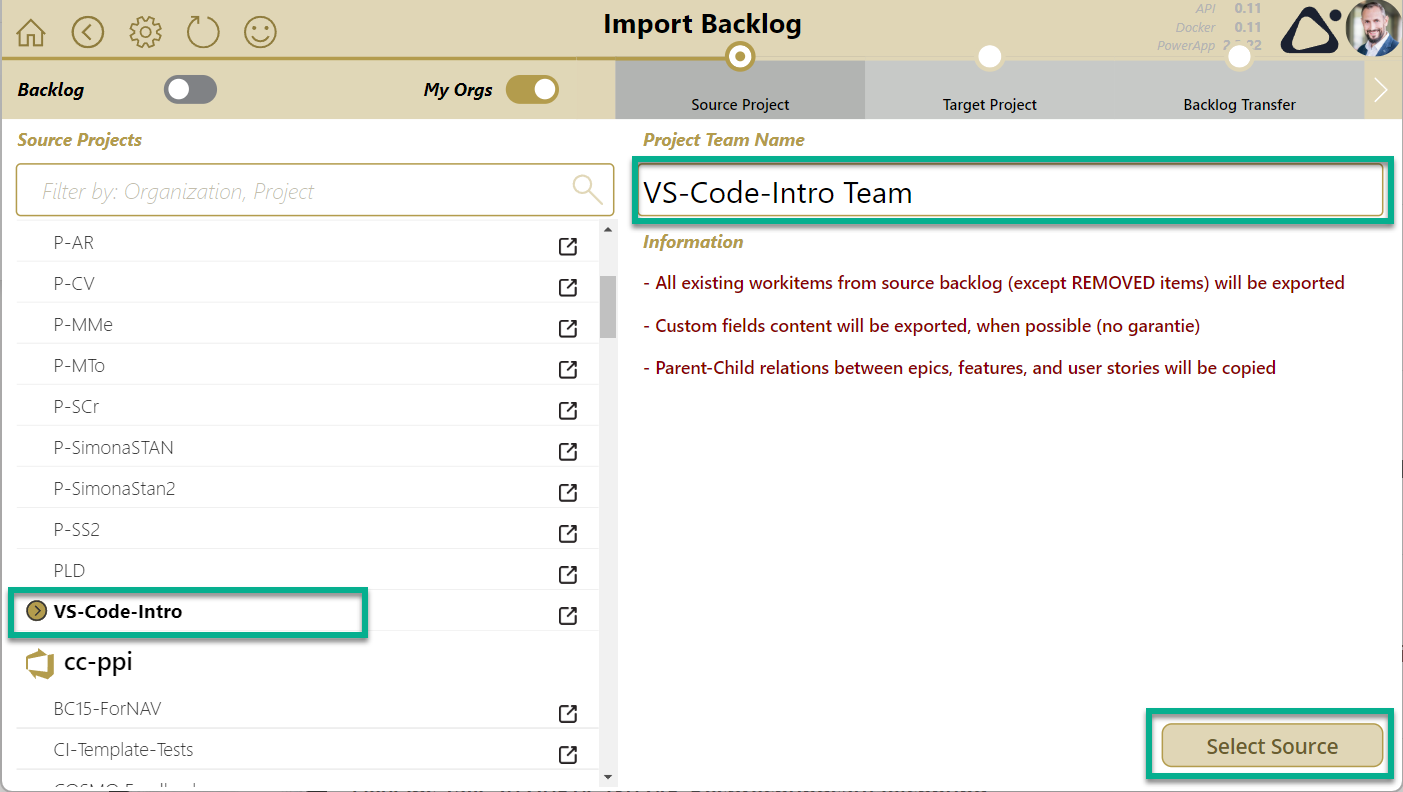 Import Backlog
API 0.11
Docker 0.11
PowerApp
Backlog
My Orgs
Source Project
Target Project
Backlog Transfer
Source Projects
Filter by: Organization, Project
P-AR
P-CV
P-MMe
P-MTo
P-SCr
P-SimonaSTAN
P-SimonaStan2
P-SS2
PLD
VS-Code-Intro
cc-ppi
BC15-ForNAV
CI-Template-Tests
Project Team Name
VS-Code-Intro Team
Information
- All existing workitems from source backlog (except REMOVED items) will be exported
- Custom fields content will be exported, when possible (no garantie)
- Parent-Child relations between epics, features, and user stories will be copied
Select Source